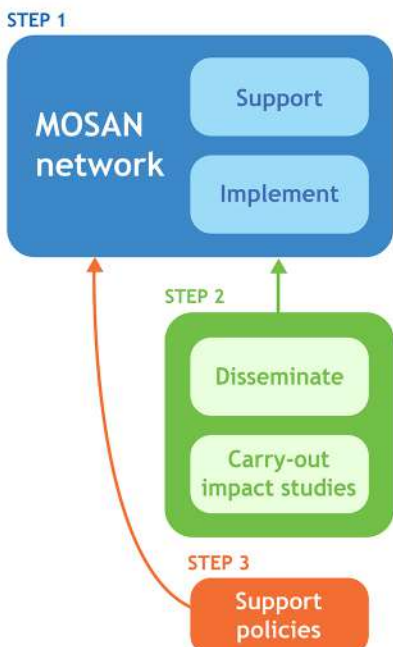 STEP 1
MOSAN
network
Support
Implement
STEP 2
Disseminate
Carry-out
impact studies
STEP 3
Support
policies